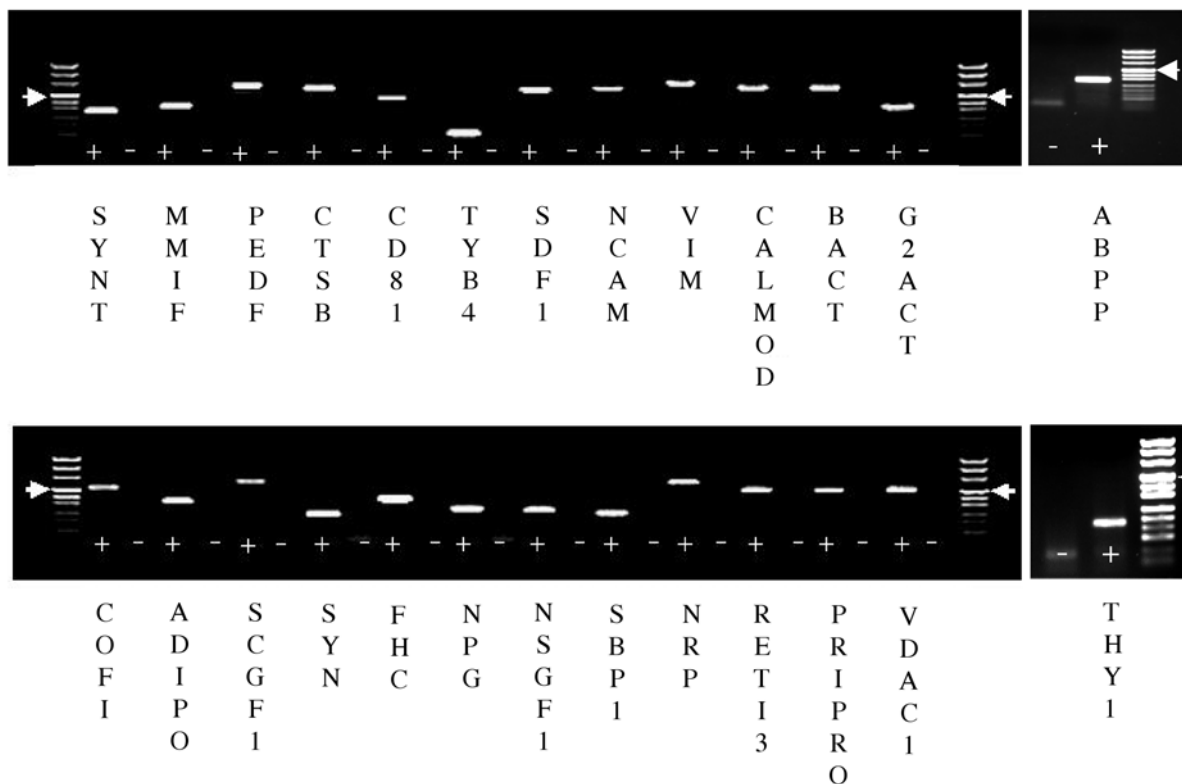 + - + - + - + - + - + - + - + - + - + - + - + -
- +
SYNT
MMIF
PEDF
CTSB
CD81
TYB4
SDF1
NCAM
VIM
CALMOD
BACT
G2ACT
ABPP
+ - + - + - + - + - + - + - + - + - + - + - + -
- +
COFI
ADIPO
SCGF1
SYN
FHC
NPG
NSGF1
SBP1
NRP
RETI3
PRIPRO
VDAC1
THY1